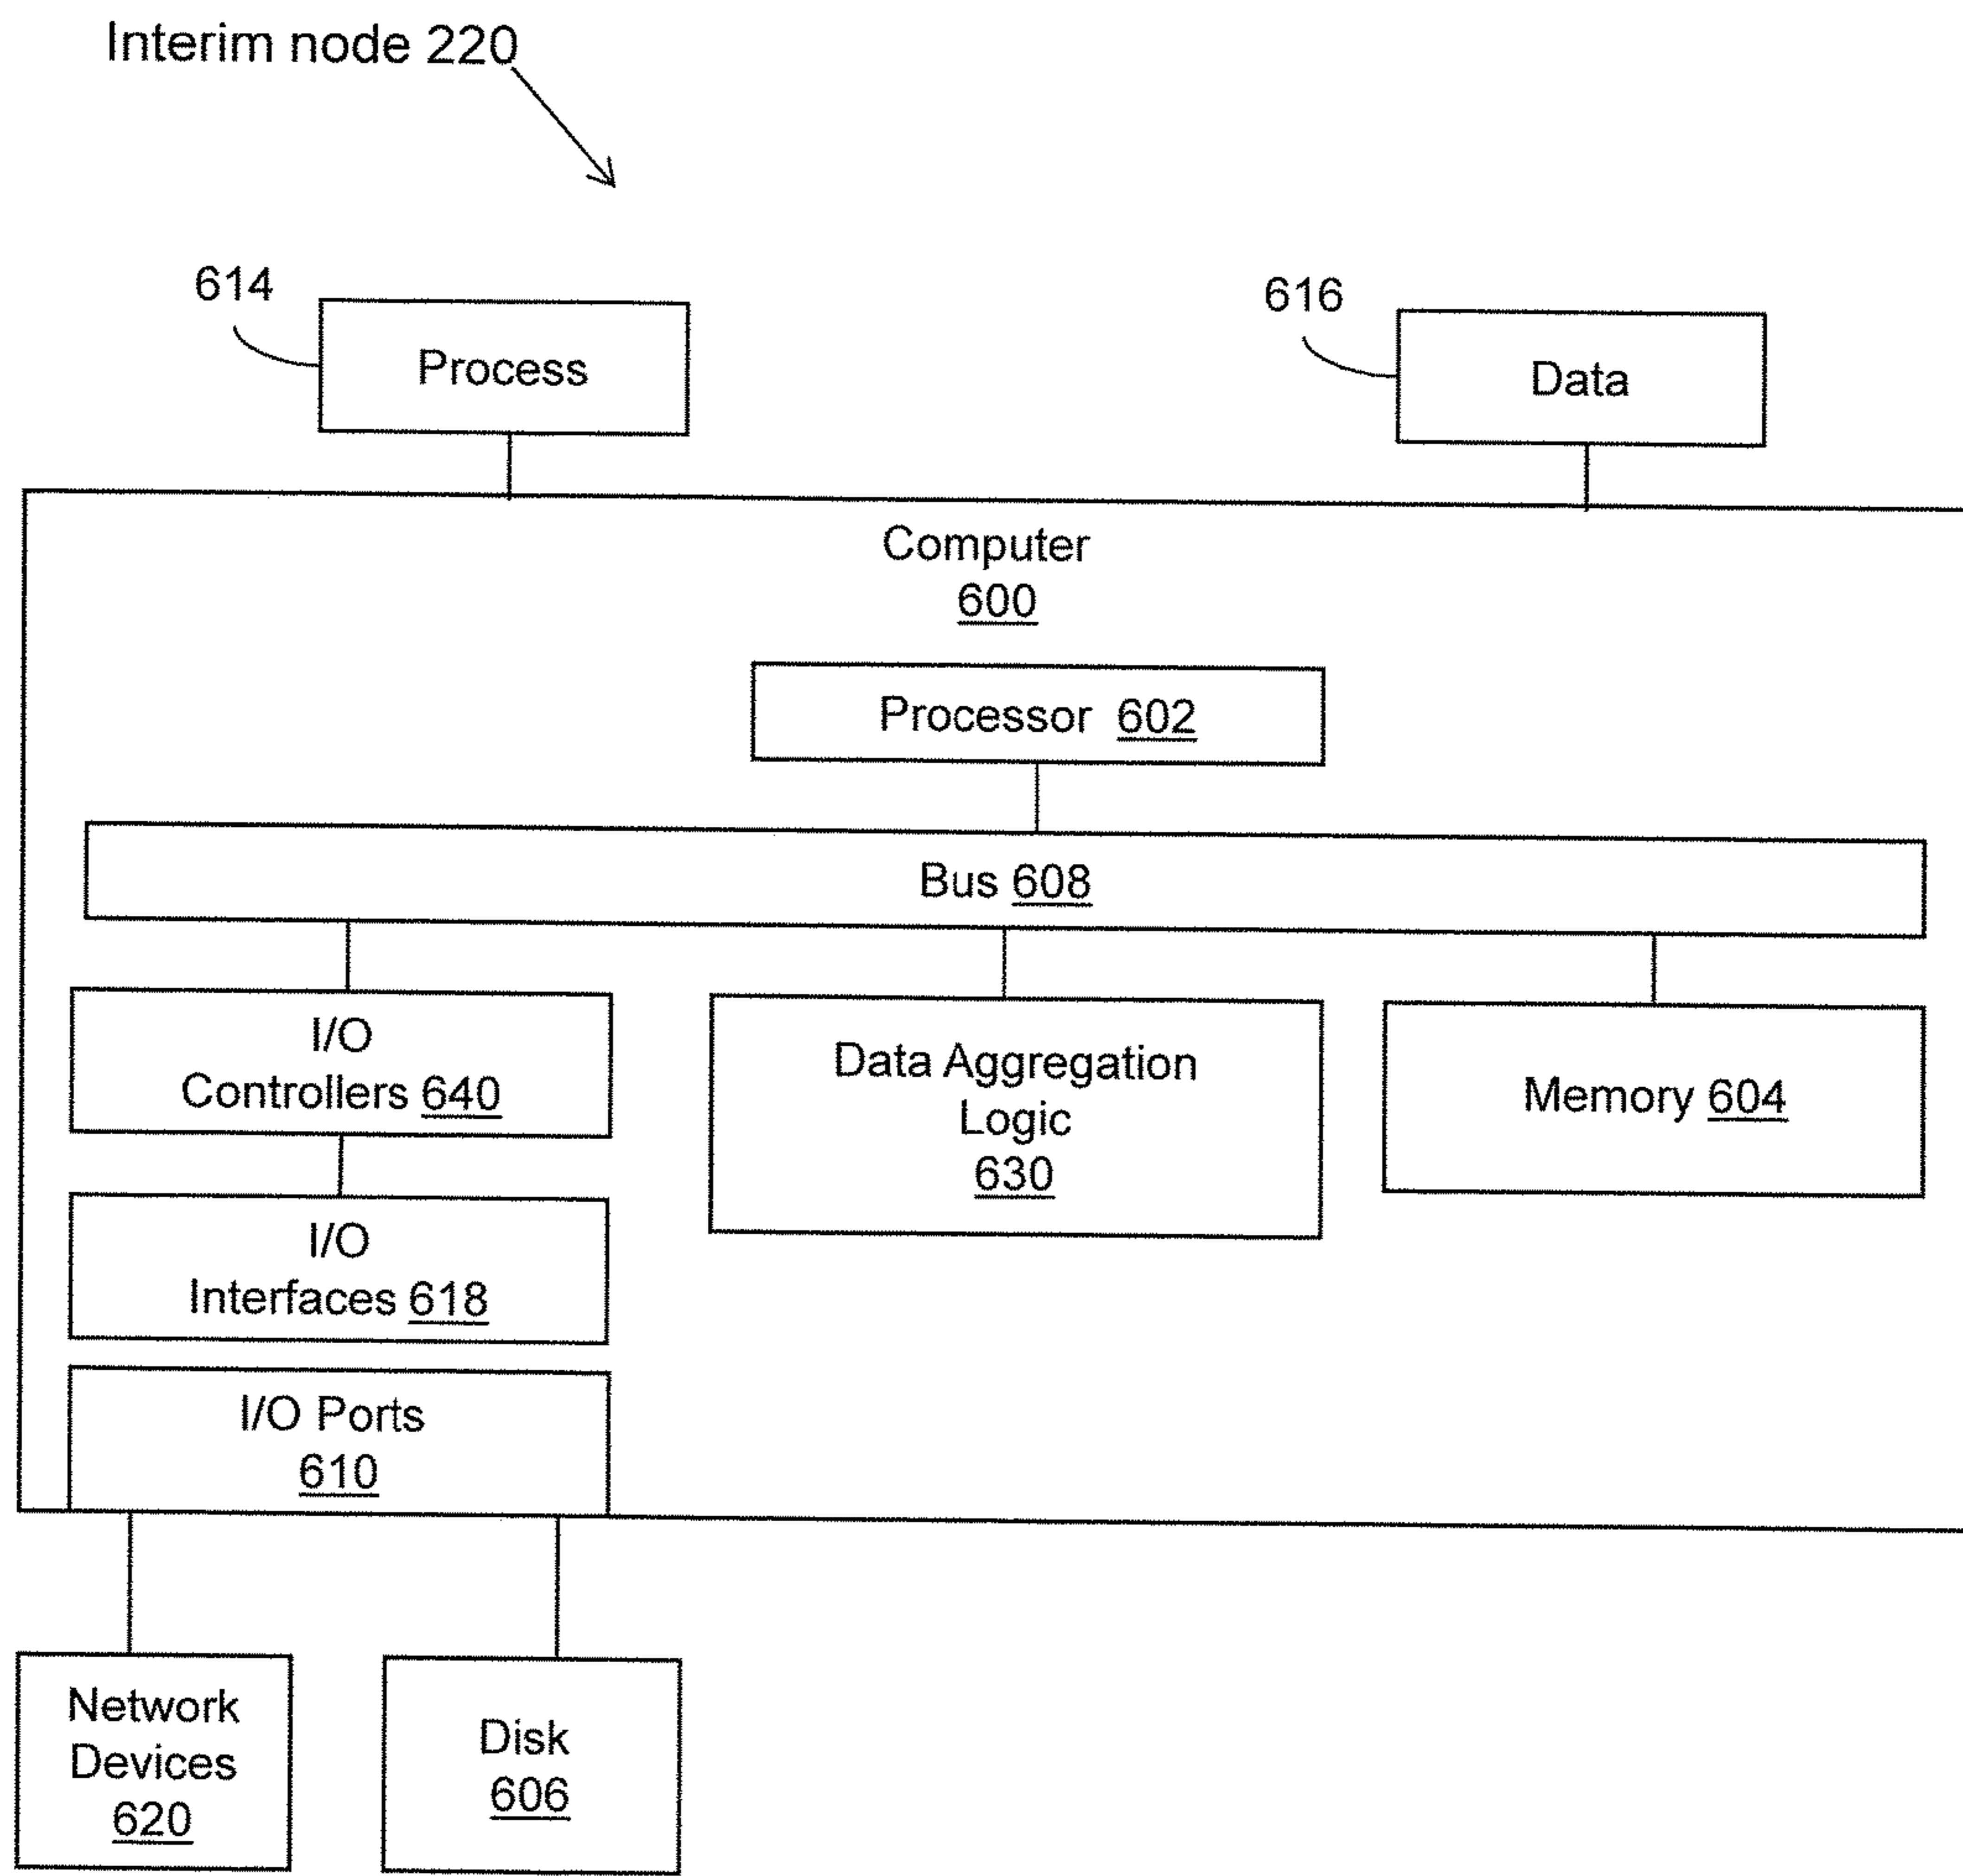 Interim node 220
614
Process
616
Data
Computer
600
Processor 602
Bus 608
I/O
Controllers 640
Data Aggregation
Logic
630
Memory 604
I/O
Interfaces 618
I/O Ports
610
Network
Devices
620
Disk
606